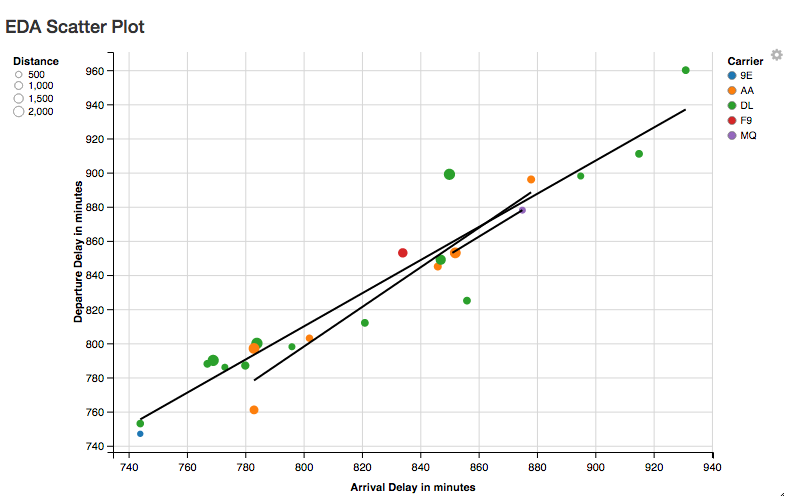 EDA Scatter Plot
Distance
500
1,000
1,500
2,000
Carrier
9E
AA
DL
F9
MQ
Departure Delay in minutes
960
940
920
900
880
860
840
820
800
780
760
740
740 760 780 800 820 840 860 880 900 920 940
Arrival Delay in minutes